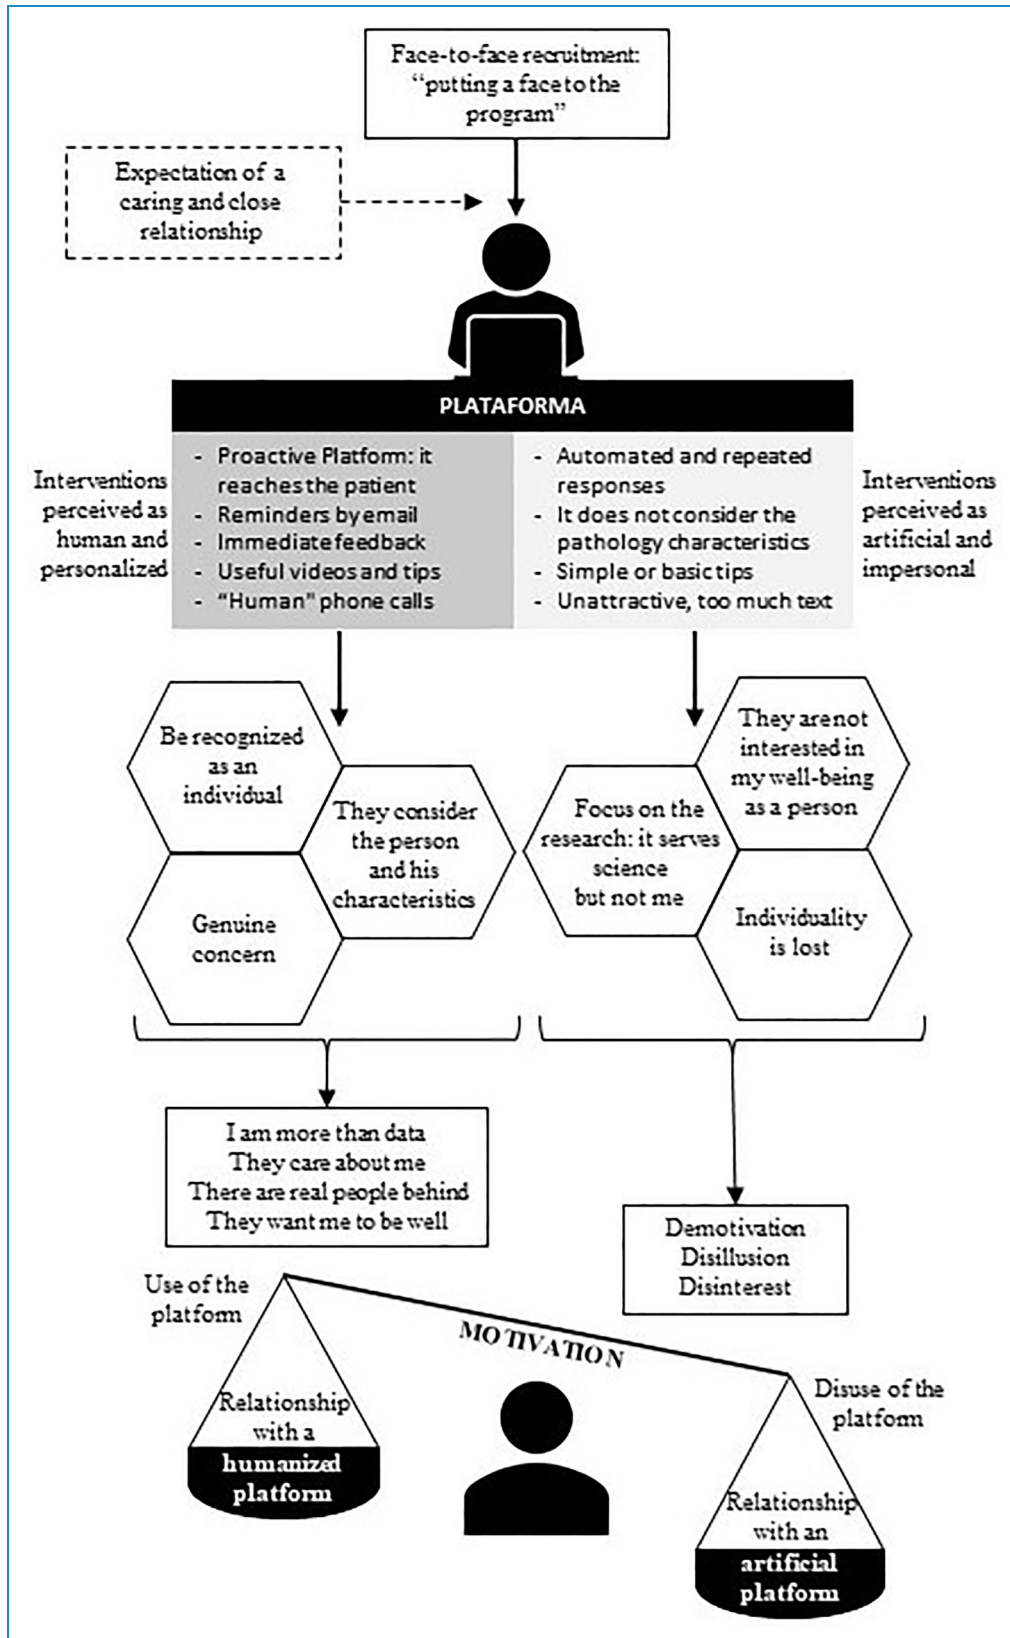 Face-to-face recruitment:
“putting a face to the
program”
Expectation of a
caring and close
relationship
PLATAFORMA
Interventions
perceived as
human and
personalized
- Proactive Platform: it
reaches the patient
- Reminders by email
- Immediate feedback
- Useful videos and tips
- “Human” phone calls
- Automated and repeated
responses
- It does not consider the
pathology characteristics
- Simple or basic tips
- Unattractive, too much text
Interventions
perceived as
artificial and
impersonal
Be recognized
as an
individual
They consider
the person
and his
characteristics
Genuine
concern
Focus on the
research: it serves
science
but not me
They are not
interested in
my well-being
as a person
Individuality
is lost
I am more than data
They care about me
There are real people behind
They want me to be well
Demotivation
Disillusion
Disinterest
Use of the
platform
MOTIVATION
Relationship
with a
humanized
platform
Disuse of the
platform
Relationship
with an
artificial
platform